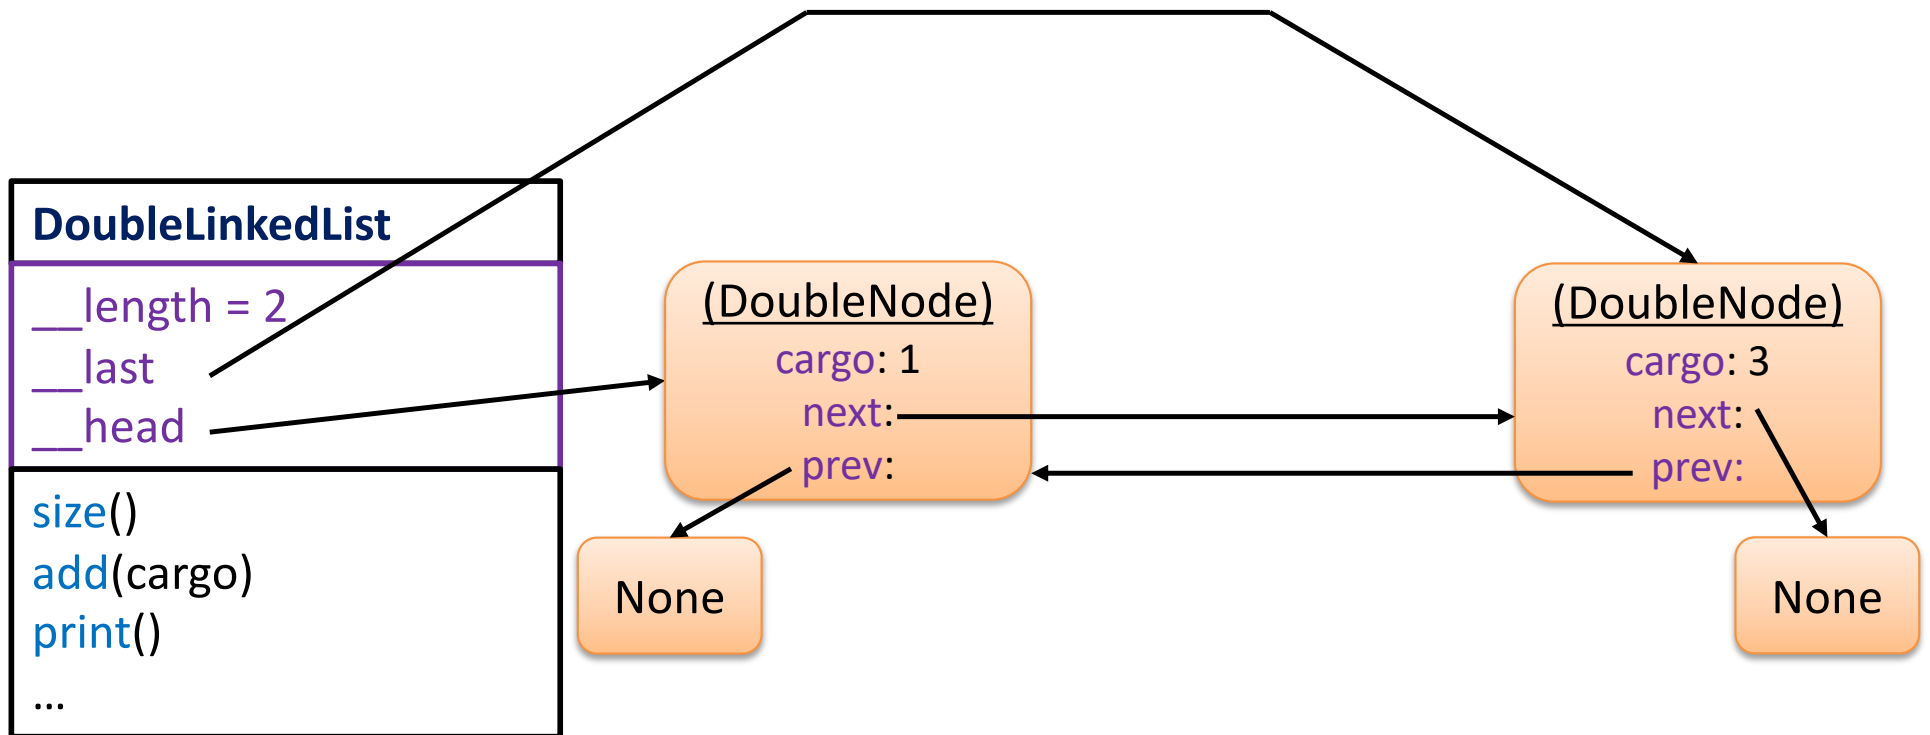 DoubleLinkedList
__length = 2
__last
__head
size()
add(cargo)
print()
...
(DoubleNode)
cargo: 1
next:
prev:
None
(DoubleNode)
cargo: 3
next:
prev:
None